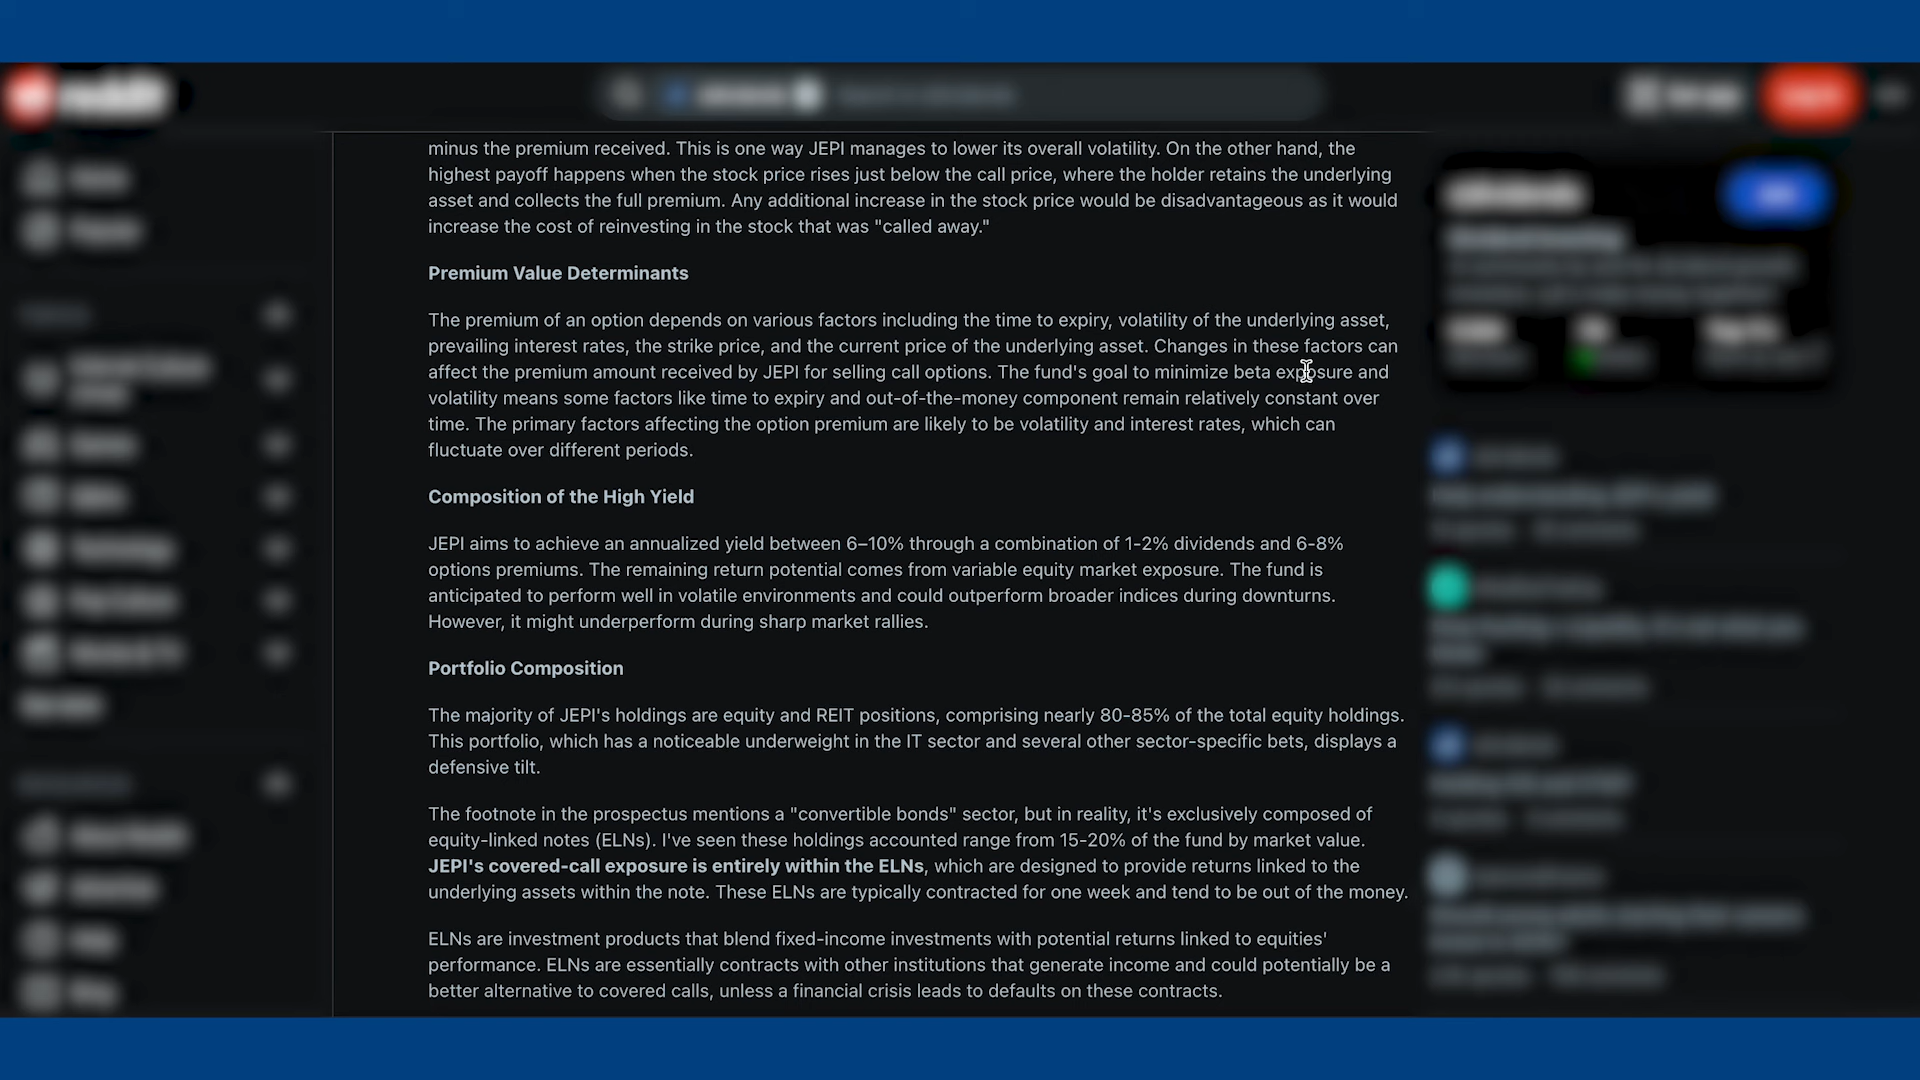 minus the premium received. This is one way JEPI manages to lower its overall volatility. On the other hand, the
highest payoff happens when the stock price rises just below the call price, where the holder retains the underlying
asset and collects the full premium. Any additional increase in the stock price would be disadvantageous as it would
increase the cost of reinvesting in the stock that was "called away."
Premium Value Determinants
The premium of an option depends on various factors including the time to expiry, volatility of the underlying asset,
prevailing interest rates, the strike price, and the current price of the underlying asset. Changes in these factors can
affect the premium amount received by JEPI for selling call options. The fund's goal to minimize beta exposure and
volatility means some factors like time to expiry and out-of-the-money component remain relatively constant over
time. The primary factors affecting the option premium are likely to be volatility and interest rates, which can
fluctuate over different periods.
Composition of the High Yield
JEPI aims to achieve an annualized yield between 6–10% through a combination of 1-2% dividends and 6-8%
options premiums. The remaining return potential comes from variable equity market exposure. The fund is
anticipated to perform well in volatile environments and could outperform broader indices during downturns.
However, it might underperform during sharp market rallies.
Portfolio Composition
The majority of JEPI's holdings are equity and REIT positions, comprising nearly 80-85% of the total equity holdings.
This portfolio, which has a noticeable underweight in the IT sector and several other sector-specific bets, displays a
defensive tilt.
The footnote in the prospectus mentions a "convertible bonds" sector, but in reality, it's exclusively composed of
equity-linked notes (ELNs). I've seen these holdings accounted range from 15-20% of the fund by market value.
JEPI's covered-call exposure is entirely within the ELNs, which are designed to provide returns linked to the
underlying assets within the note. These ELNs are typically contracted for one week and tend to be out of the money.
ELNs are investment products that blend fixed-income investments with potential returns linked to equities'
performance. ELNs are essentially contracts with other institutions that generate income and could potentially be a
better alternative to covered calls, unless a financial crisis leads to defaults on these contracts.